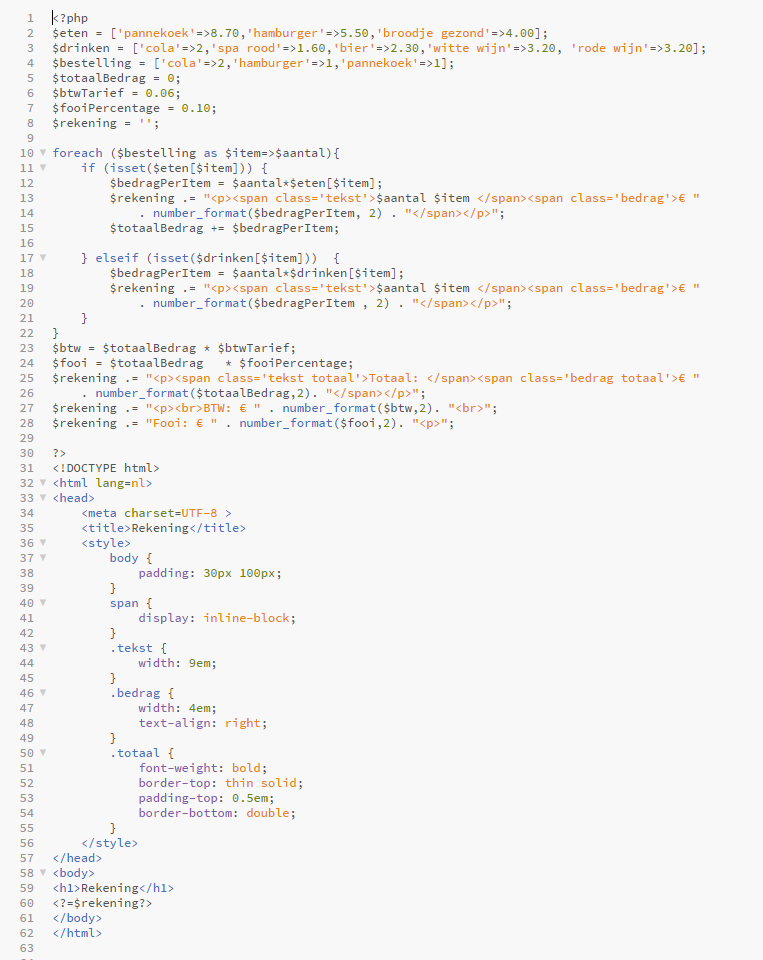 1 <?php
2 $eten = ['pannekoek'=>8.70,'hamburger'=>5.50,'broodje gezond'=>4.00];
3 $drinken = ['cola'=>2,'spa rood'=>1.60,'bier'=>2.30,'witte wijn'=>3.20, 'rode wijn'=>3.20];
4 $bestelling = ['cola'=>2,'hamburger'=>1,'pannekoek'=>1];
5 $totaalBedrag = 0;
6 $btwTarief = 0.06;
7 $fooiPercentage = 0.10;
8 $rekening = '';
9
10 foreach ($bestelling as $item=>$aantal){
11     if (isset($eten[$item])) {
12         $bedragPerItem = $aantal*$eten[$item];
13         $rekening .= "<p><span class='tekst'>$aantal $item </span><span class='bedrag'>€ "
14             . number_format($bedragPerItem, 2) . "</span></p>";
15         $totaalBedrag += $bedragPerItem;
16
17     } elseif (isset($drinken[$item]))  {
18         $bedragPerItem = $aantal*$drinken[$item];
19         $rekening .= "<p><span class='tekst'>$aantal $item </span><span class='bedrag'>€ "
20             . number_format($bedragPerItem , 2) . "</span></p>";
21     }
22 }
23 $btw = $totaalBedrag * $btwTarief;
24 $fooi = $totaalBedrag   * $fooiPercentage;
25 $rekening .= "<p><span class='tekst totaal'>Totaal: </span><span class='bedrag totaal'>€ "
26     . number_format($totaalBedrag,2). "</span></p>";
27 $rekening .= "<p><br>BTW: € " . number_format($btw,2). "<br>";
28 $rekening .= "Fooi: € " . number_format($fooi,2). "<p>";
29
30 ?>
31 <!DOCTYPE html>
32 <html lang=nl>
33 <head>
34     <meta charset=UTF-8 >
35     <title>Rekening</title>
36     <style>
37         body {
38             padding: 30px 100px;
39         }
40         span {
41             display: inline-block;
42         }
43         .tekst {
44             width: 9em;
45         }
46         .bedrag {
47             width: 4em;
48             text-align: right;
49         }
50         .totaal {
51             font-weight: bold;
52             border-top: thin solid;
53             padding-top: 0.5em;
54             border-bottom: double;
55         }
56     </style>
57 </head>
58 <body>
59 <h1>Rekening</h1>
60 <?=$rekening?>
61 </body>
62 </html>
63